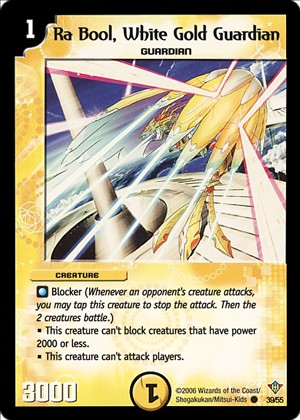 1
Ra Bool, White Gold Guardian
GUARDIAN
CREATURE
Blocker (Whenever an opponent's creature attacks,
you may tap this creature to stop the attack. Then the
2 creatures battle.)
▪ This creature can't block creatures that have power
2000 or less.
▪ This creature can't attack players.
3000
1
©2006 Wizards of the Coast/
Shogakukan/Mitsui-Kids ● 39/55